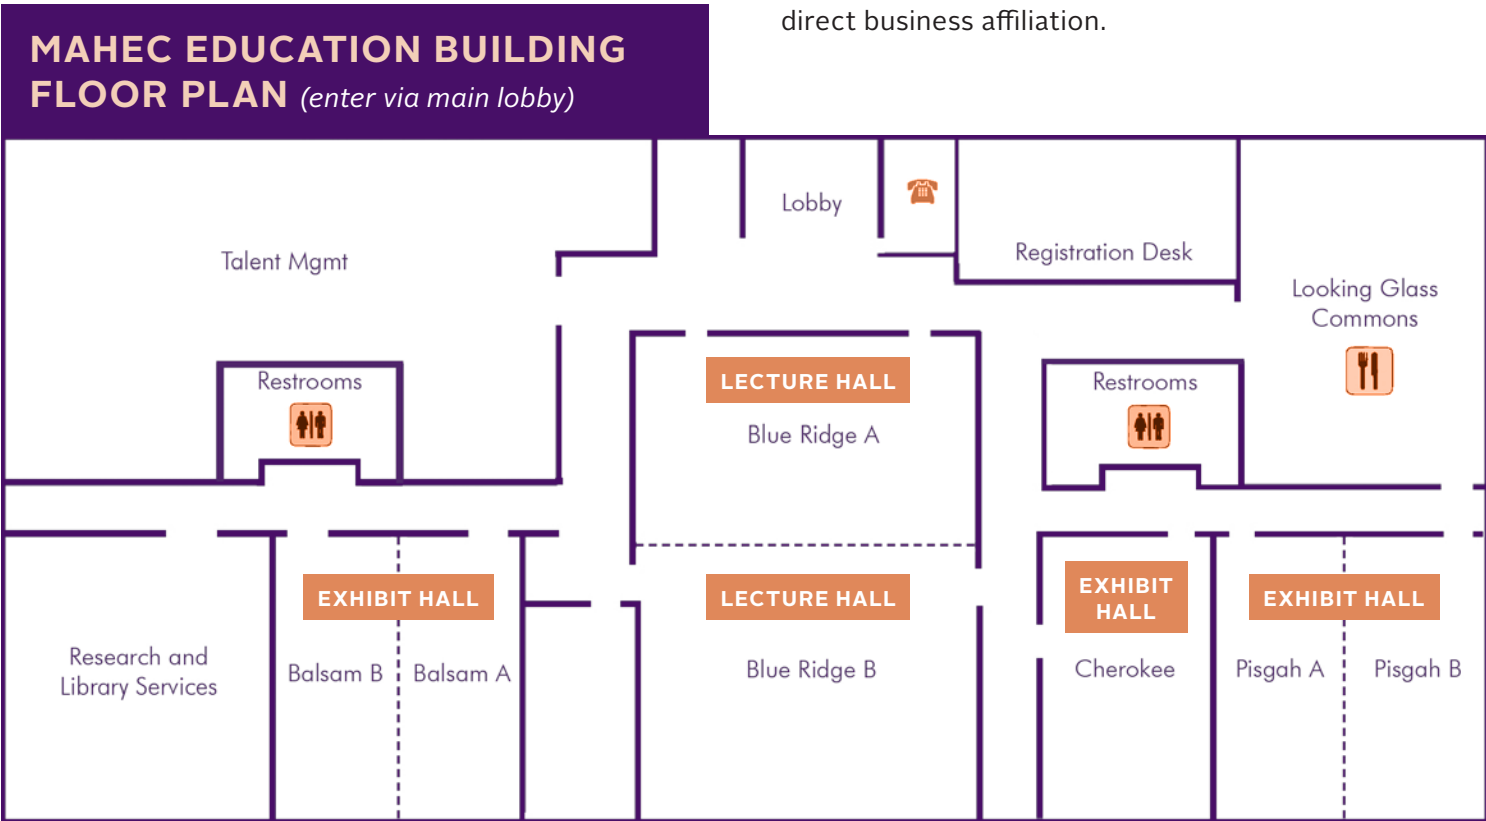 direct business affiliation.
MAHEC EDUCATION BUILDING
FLOOR PLAN (enter via main lobby)
Lobby
Talent Mgmt
Registration Desk
Looking Glass
Commons
Restrooms
LECTURE HALL
Blue Ridge A
Restrooms
EXHIBIT HALL
LECTURE HALL
EXHIBIT
HALL
EXHIBIT HALL
Research and
Library Services
Balsam B
Balsam A
Blue Ridge B
Cherokee
Pisgah A
Pisgah B